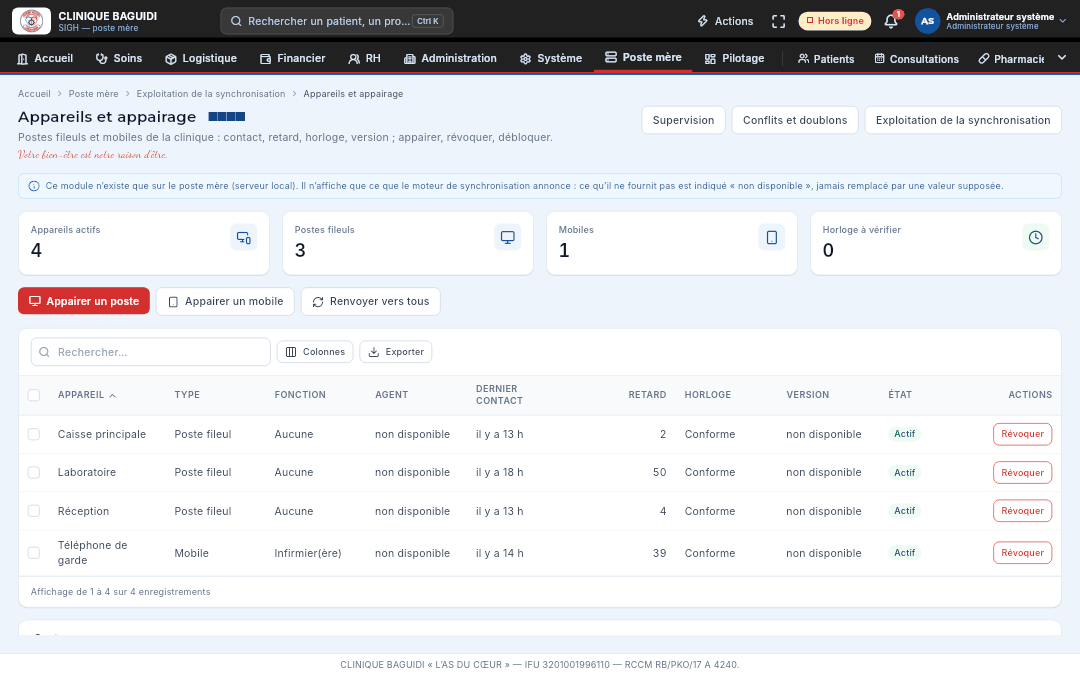 CLINIQUE BAGUIDI
SIGH — poste mère
Rechercher un patient, un pro... Ctrl K
Actions
Hors ligne
1
AS
Administrateur système
Administrateur système
Accueil Soins Logistique Financier RH Administration Système Poste mère Pilotage Patients Consultations Pharmacie
Accueil > Poste mère > Exploitation de la synchronisation > Appareils et appairage
Appareils et appairage
Postes fileuls et mobiles de la clinique : contact, retard, horloge, version ; appairer, révoquer, débloquer.
Votre bien-être est notre raison d'être.
Supervision
Conflits et doublons
Exploitation de la synchronisation
Ce module n'existe que sur le poste mère (serveur local). Il n'affiche que ce que le moteur de synchronisation annonce : ce qu'il ne fournit pas est indiqué « non disponible », jamais remplacé par une valeur supposée.
Appareils actifs
4
Postes fileuls
3
Mobiles
1
Horloge à vérifier
0
Appairer un poste
Appairer un mobile
Renvoyer vers tous
Rechercher...
Colonnes
Exporter
APPAREIL TYPE FONCTION AGENT DERNIER CONTACT RETARD HORLOGE VERSION ÉTAT ACTIONS
Caisse principale Poste fileul Aucune non disponible il y a 13 h 2 Conforme non disponible Actif Révoquer
Laboratoire Poste fileul Aucune non disponible il y a 18 h 50 Conforme non disponible Actif Révoquer
Réception Poste fileul Aucune non disponible il y a 13 h 4 Conforme non disponible Actif Révoquer
Téléphone de garde Mobile Infirmier(ère) non disponible il y a 14 h 39 Conforme non disponible Actif Révoquer
Affichage de 1 à 4 sur 4 enregistrements
CLINIQUE BAGUIDI « L'AS DU CŒUR » — IFU 3201001996110 — RCCM RB/PKO/17 A 4240.